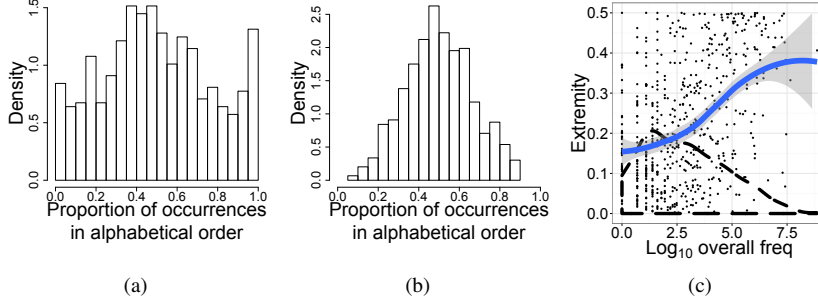 Density
0.0 0.5 1.0 1.5
0.0 0.2 0.4 0.6 0.8 1.0
Proportion of occurrences
in alphabetical order
(a)
Density
0.0 0.5 1.0 1.5 2.0 2.5
0.0 0.2 0.4 0.6 0.8 1.0
Proportion of occurrences
in alphabetical order
(b)
Extremity
0.5
0.4
0.3
0.2
0.1
0.0
0.0 2.5 5.0 7.5
Log10 overall freq
(c)